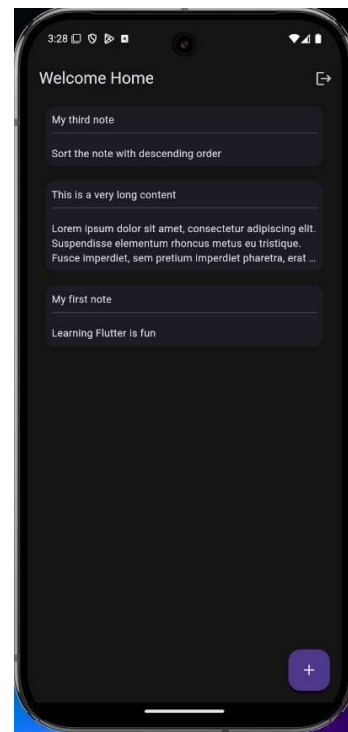 3:28
Welcome Home
My third note
Sort the note with descending order
This is a very long content
Lorem ipsum dolor sit amet, consectetur adipiscing elit.
Suspendisse elementum rhoncus metus eu tristique.
Fusce imperdiet, sem pretium imperdiet pharetra, erat ...
My first note
Learning Flutter is fun
+